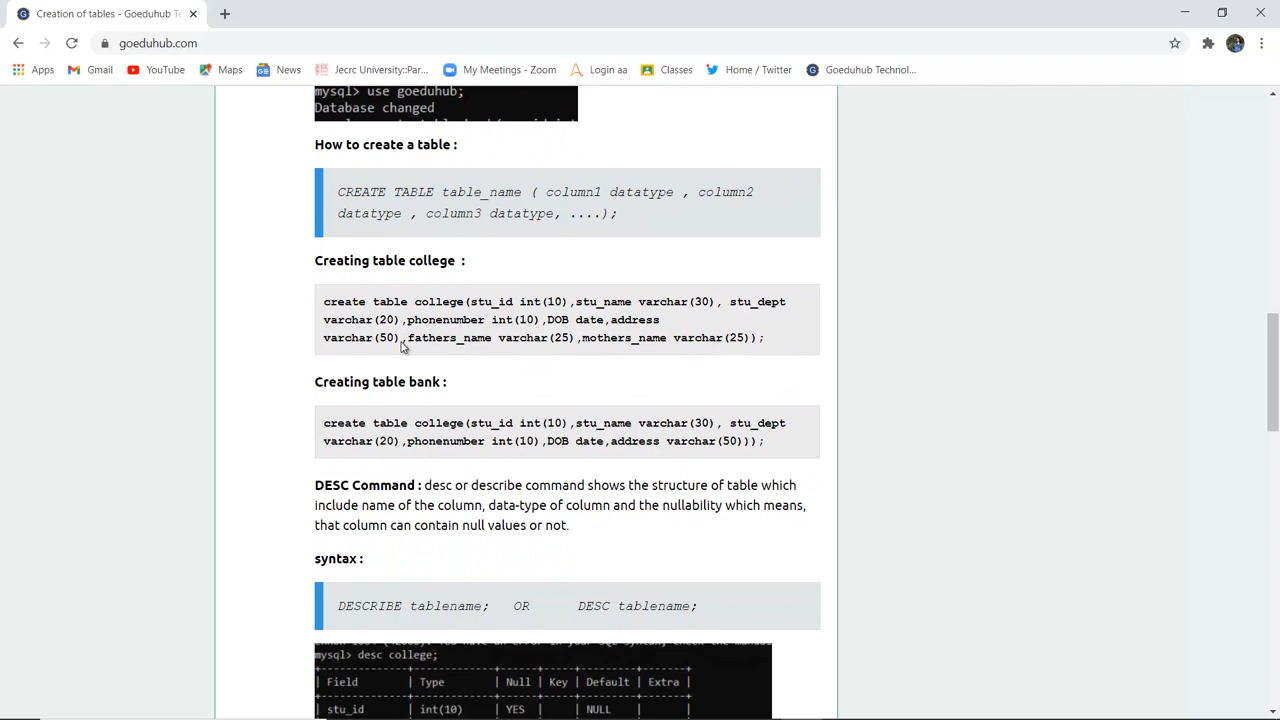 Creation of tables - Goeduhub Te
goeduhub.com
Apps Gmail YouTube Maps News Jecrc University::Par... My Meetings - Zoom Login aa Classes Home / Twitter Goeduhub Technol...
mysql> use goeduhub;
Database changed
How to create a table :
CREATE TABLE table_name ( column1 datatype , column2
datatype , column3 datatype, ....);
Creating table college :
create table college(stu_id int(10),stu_name varchar(30), stu_dept
varchar(20),phonenumber int(10),DOB date,address
varchar(50),fathers_name varchar(25),mothers_name varchar(25));
Creating table bank :
create table college(stu_id int(10),stu_name varchar(30), stu_dept
varchar(20),phonenumber int(10),DOB date,address varchar(50)));
DESC Command : desc or describe command shows the structure of table which
include name of the column, data-type of column and the nullability which means,
that column can contain null values or not.
syntax :
DESCRIBE tablename; OR DESC tablename;
mysql> desc college;
| Field | Type | Null | Key | Default | Extra |
| stu_id | int(10) | YES | | NULL | |